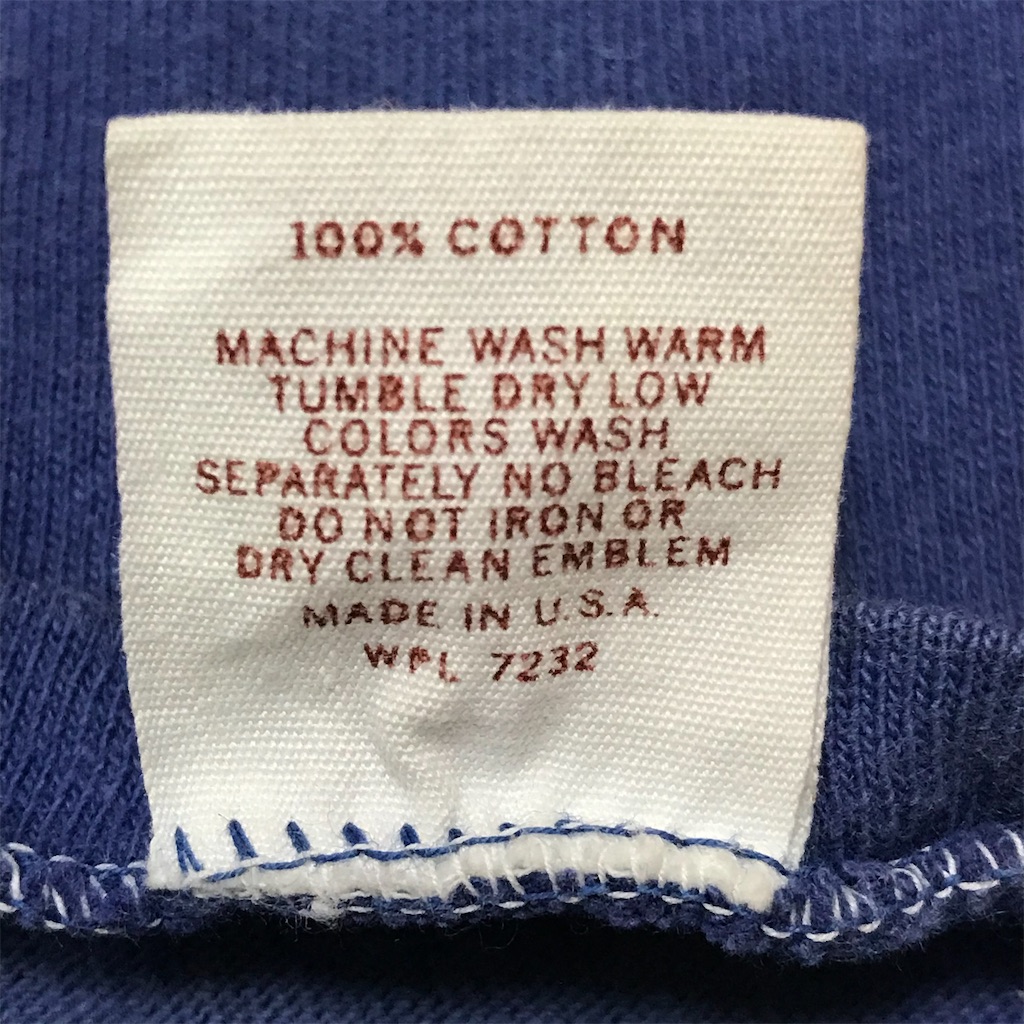 100% COTTON
MACHINE WASH WARM
TUMBLE DRY LOW
COLORS WASH
SEPARATELY NO BLEACH
DO NOT IRON OR
DRY CLEAN EMBLEM
MADE IN U.S.A.
WPL 7232